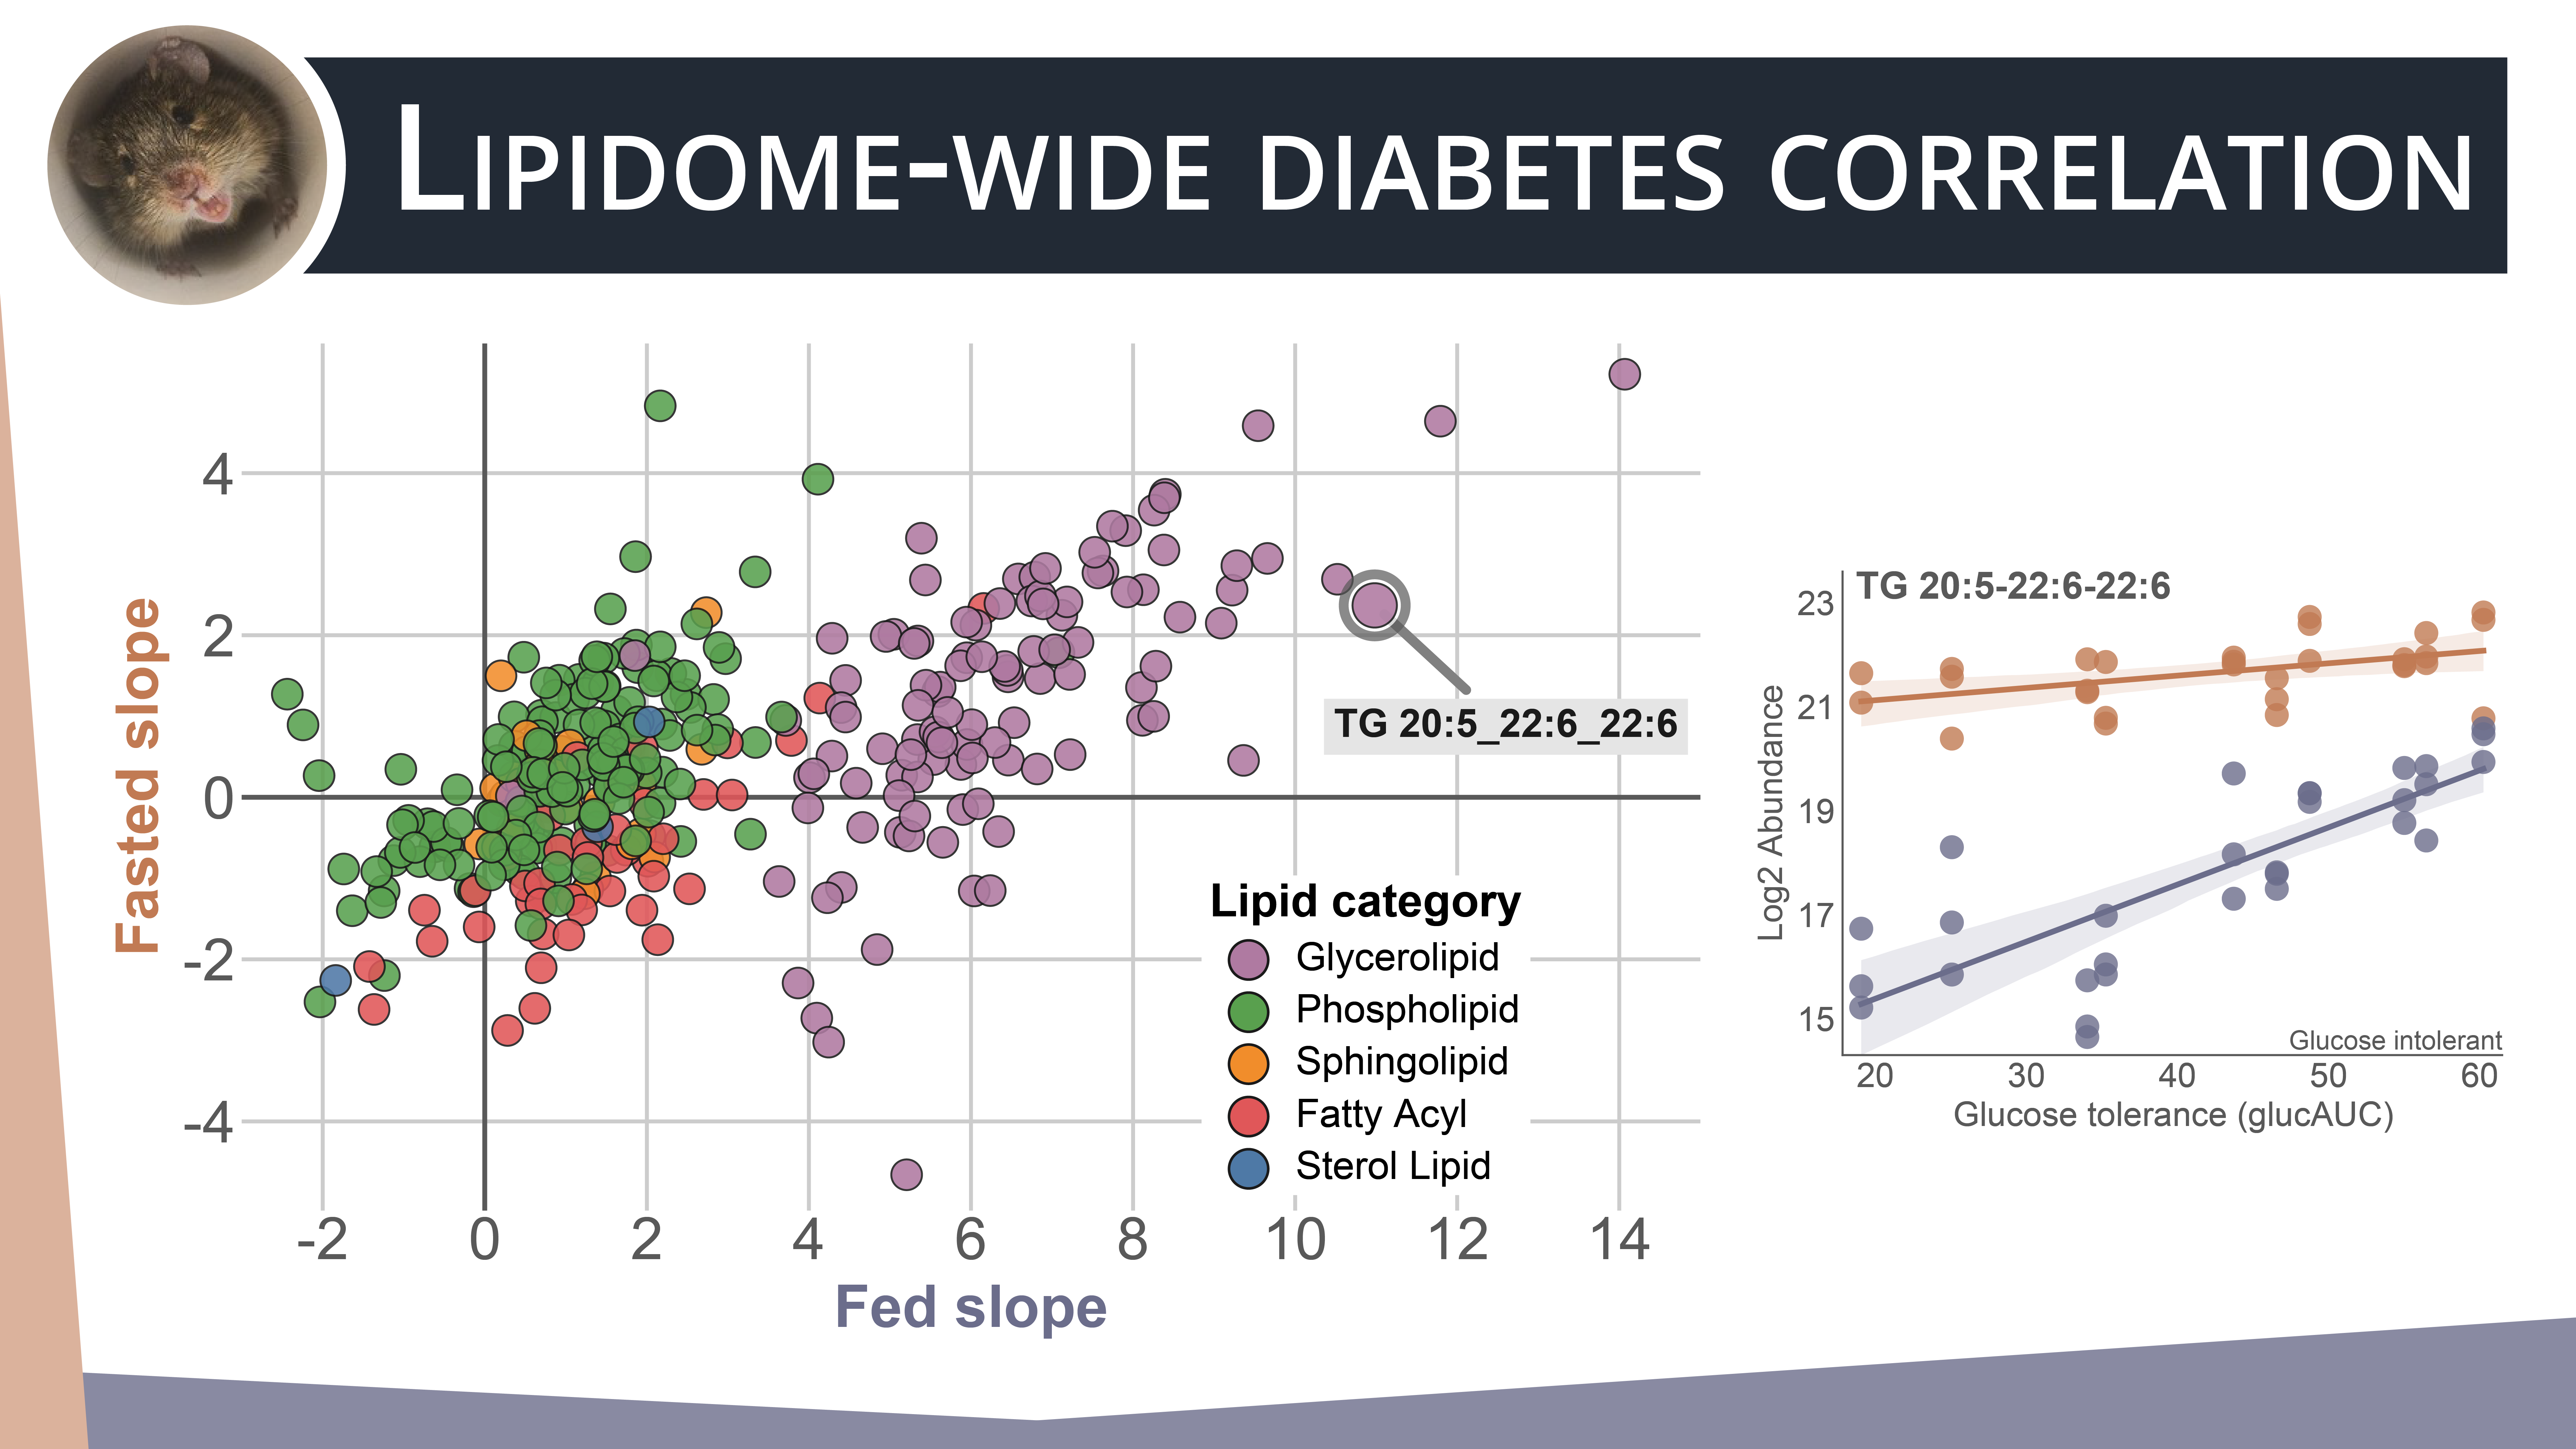 LIPIDOME-WIDE DIABETES CORRELATION
Fasted slope
4
2
0
-2
-4
TG 20:5_22:6_22:6
Lipid category
Glycerolipid
Phospholipid
Sphingolipid
Fatty Acyl
Sterol Lipid
-2 0 2 4 6 8 10 12 14
Fed slope
TG 20:5-22:6-22:6
Log2 Abundance
23
21
19
17
15
Glucose intolerant
20 30 40 50 60
Glucose tolerance (glucAUC)